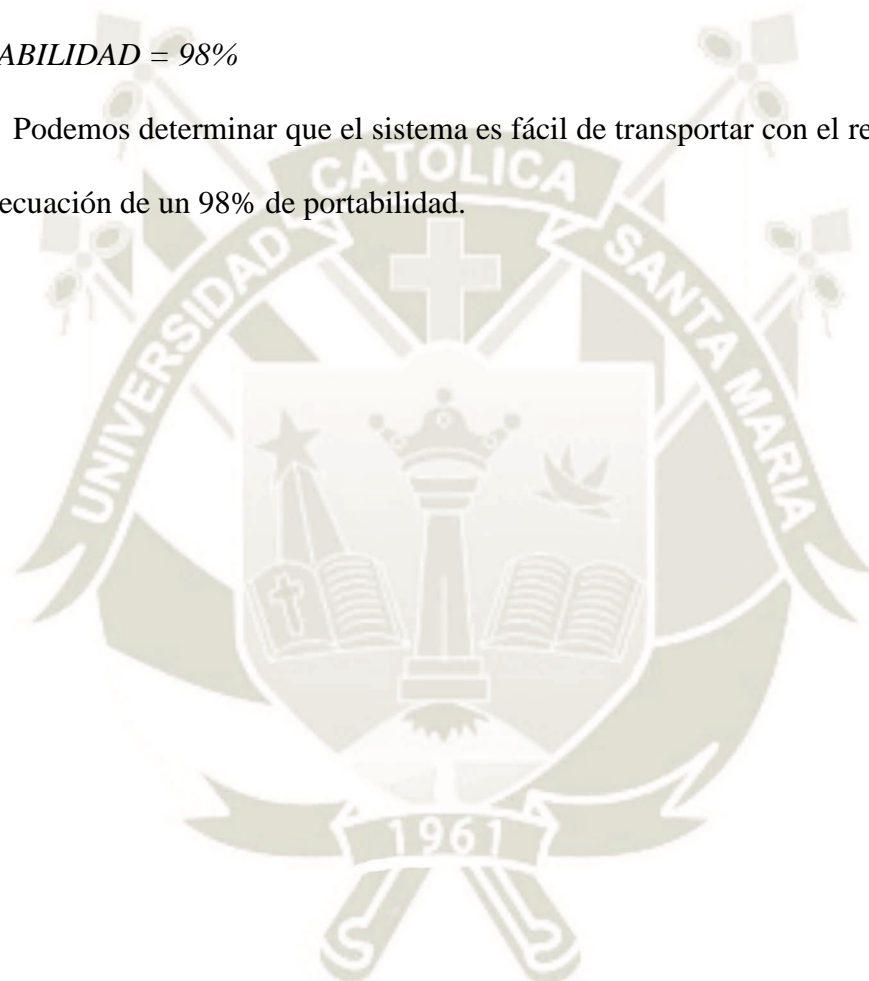 ABILIDAD = 98%
Podemos determinar que el sistema es fácil de transportar con el re
ecuación de un 98% de portabilidad.
UNIVERSIDAD CATOLICA SANTA MARIA
1961